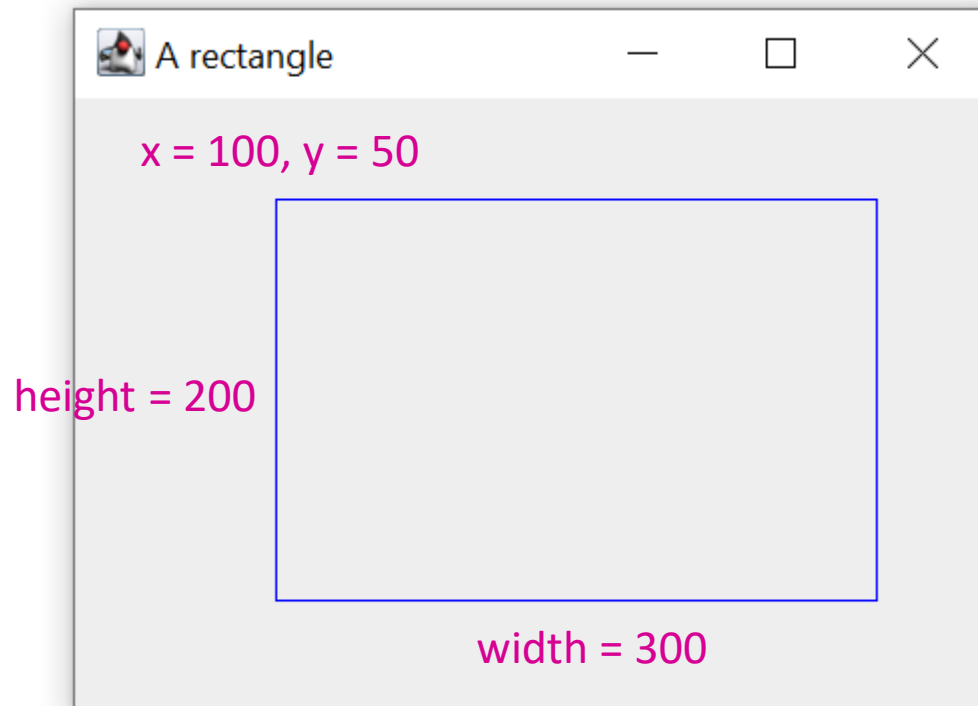 A rectangle
x = 100, y = 50
height = 200
width = 300